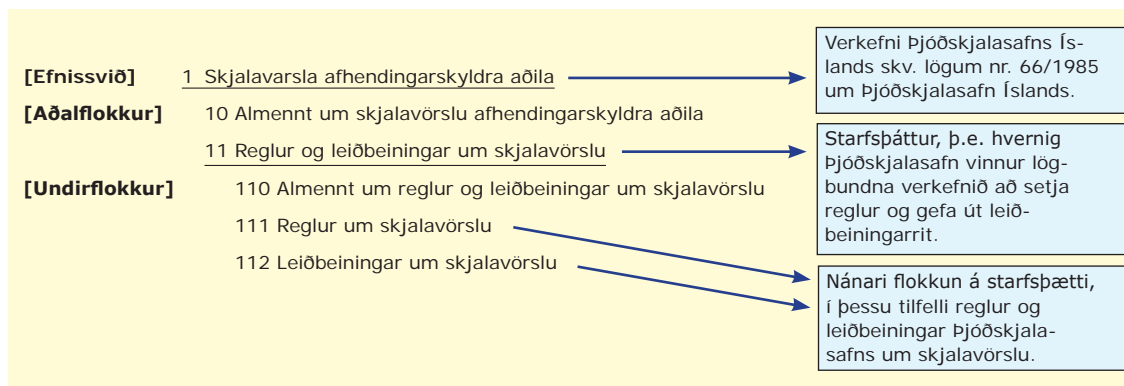 [Efnissvið] 1 Skjalavarsla afhendingarskyldra aðila
[Aðalflokkur] 10 Almennt um skjalavörslu afhendingarskyldra aðila
11 Reglur og leiðbeiningar um skjalavörslu
[Undirflokkur] 110 Almennt um reglur og leiðbeiningar um skjalavörslu
111 Reglur um skjalavörslu
112 Leiðbeiningar um skjalavörslu
Verkefni Þjóðskjalasafns Ís-
lands skv. lögum nr. 66/1985
um Þjóðskjalasafn Íslands.
Starfsþáttur, þ.e. hvernig
Þjóðskjalasafn vinnur lög-
bundna verkefnið að setja
reglur og gefa út leið-
beiningarrit.
Nánari flokkun á starfsþætti,
í þessu tilfelli reglur og
leiðbeiningar Þjóðskjala-
safns um skjalavörslu.